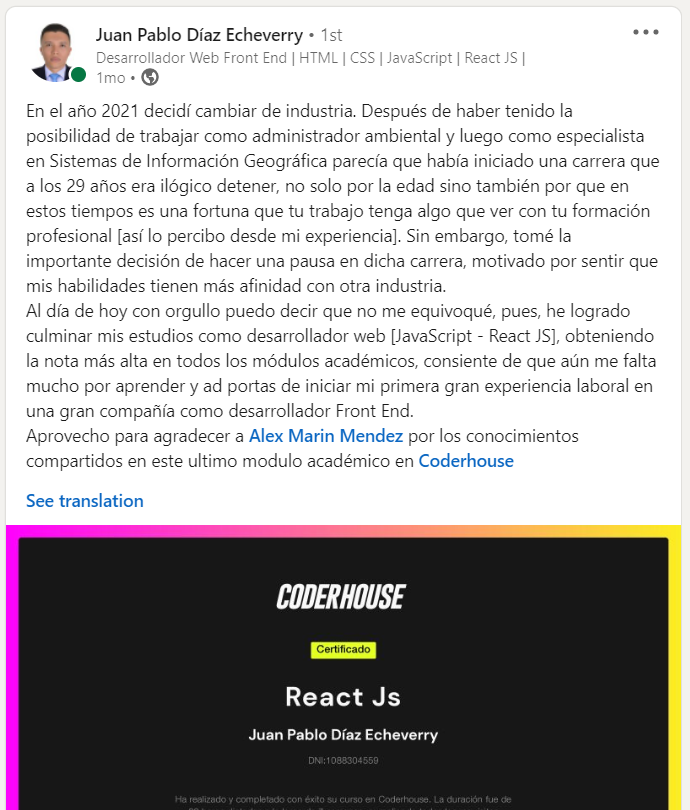 Juan Pablo Díaz Echeverry • 1st
Desarrollador Web Front End | HTML | CSS | JavaScript | React JS |
1mo •
En el año 2021 decidí cambiar de industria. Después de haber tenido la
posibilidad de trabajar como administrador ambiental y luego como especialista
en Sistemas de Información Geográfica parecía que había iniciado una carrera que
a los 29 años era ilógico detener, no solo por la edad sino también por que en
estos tiempos es una fortuna que tu trabajo tenga algo que ver con tu formación
profesional [así lo percibo desde mi experiencia]. Sin embargo, tomé la
importante decisión de hacer una pausa en dicha carrera, motivado por sentir que
mis habilidades tienen más afinidad con otra industria.
Al día de hoy con orgullo puedo decir que no me equivoqué, pues, he logrado
culminar mis estudios como desarrollador web [JavaScript - React JS], obteniendo
la nota más alta en todos los módulos académicos, consiente de que aún me falta
mucho por aprender y ad portas de iniciar mi primera gran experiencia laboral en
una gran compañía como desarrollador Front End.
Aprovecho para agradecer a Alex Marin Mendez por los conocimientos
compartidos en este ultimo modulo académico en Coderhouse
See translation
CODERHOUSE
Certificado
React Js
Juan Pablo Díaz Echeverry
DNI:1088304559
Ha realizado y completado con éxito su curso en Coderhouse. La duración fue de